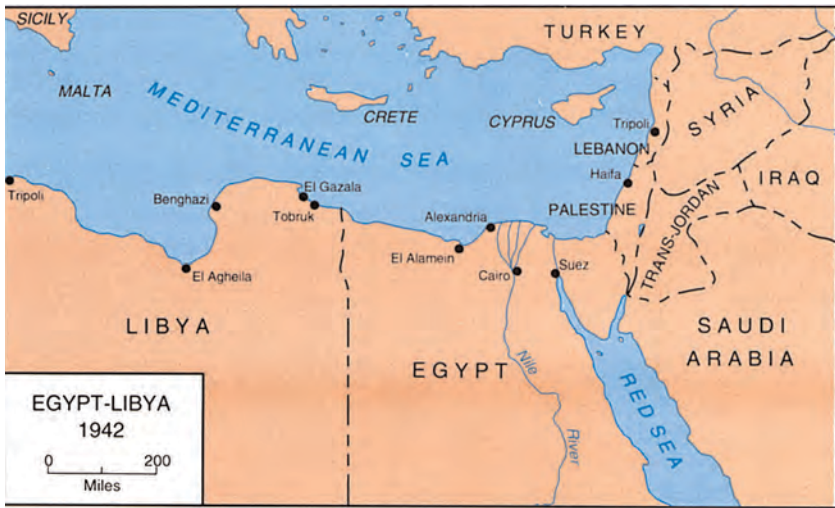 SICILY
TURKEY
MALTA
MEDITERRANEAN SEA
CRETE
CYPRUS
Tripoli
SYRIA
LEBANON
Tripoli
Haifa
IRAQ
Benghazi
El Gazala
Tobruk
Alexandria
PALESTINE
TRANS-JORDAN
El Alamein
El Agheila
Cairo
Suez
LIBYA
EGYPT
Nile
River
RED SEA
SAUDI
ARABIA
EGYPT-LIBYA
1942
0 200
Miles